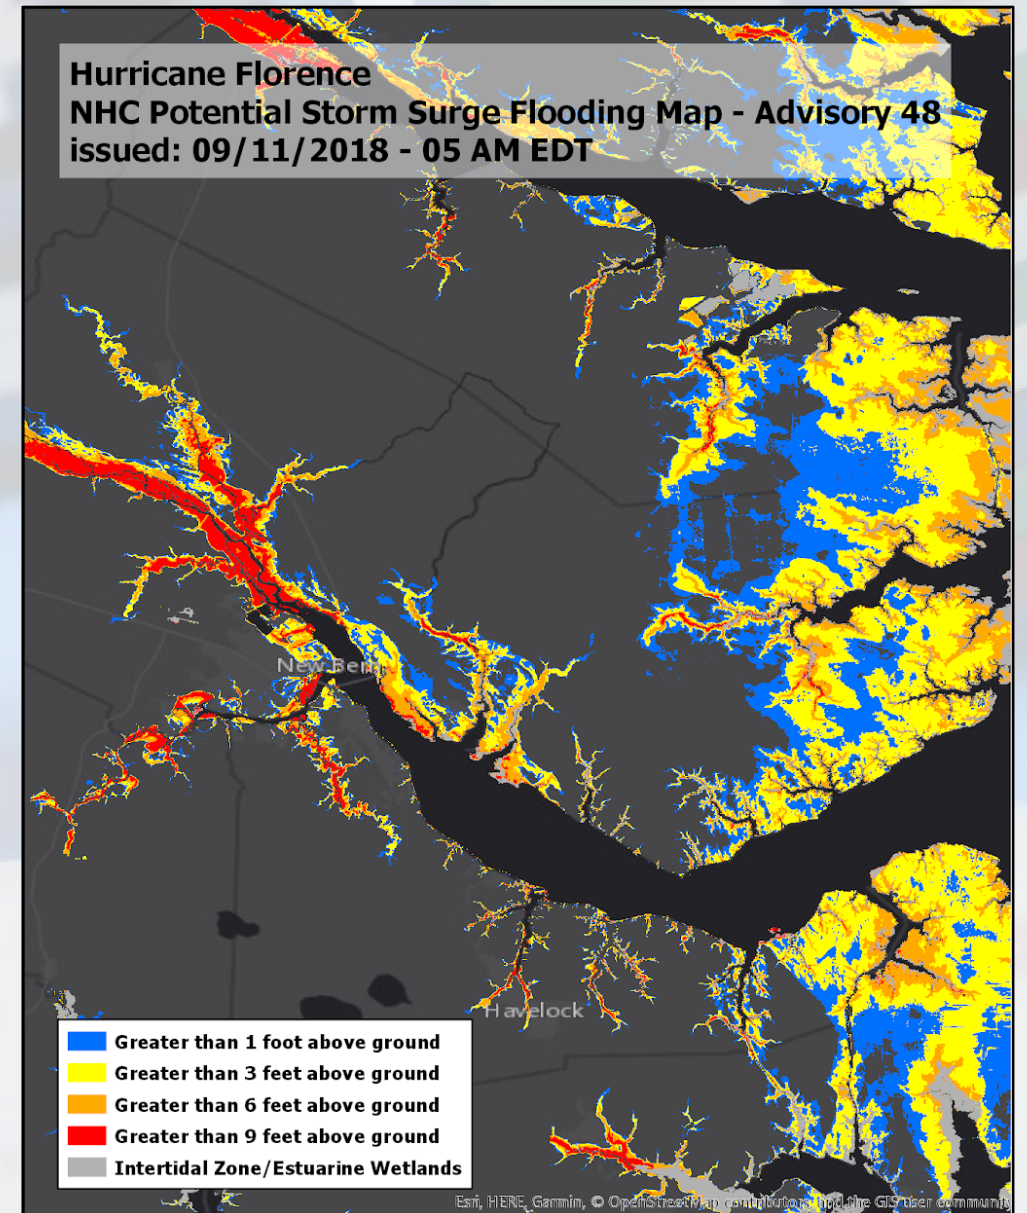 Hurricane Florence
NHC Potential Storm Surge Flooding Map - Advisory 48
issued: 09/11/2018 - 05 AM EDT
New Bern
Havelock
Greater than 1 foot above ground
Greater than 3 feet above ground
Greater than 6 feet above ground
Greater than 9 feet above ground
Intertidal Zone/Estuarine Wetlands
Esri, HERE, Garmin, © OpenStreetMap contributors, and the GIS user community